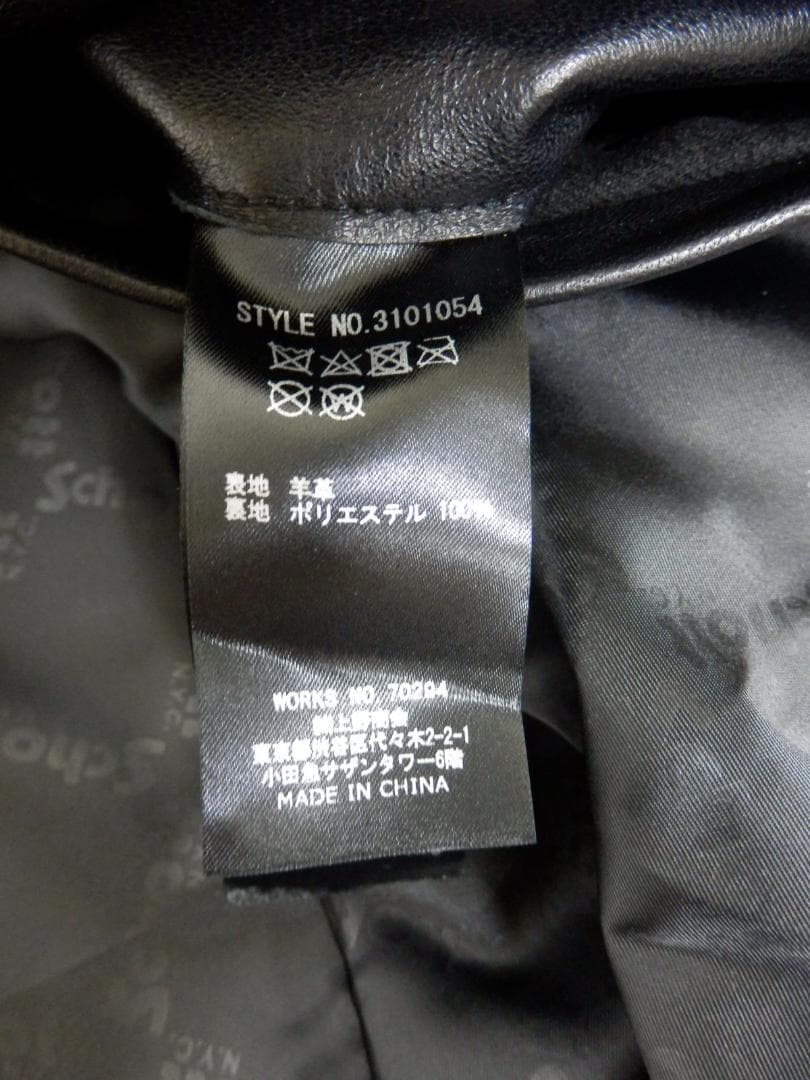 STYLE NO.3101054
表地 羊革
裏地 ポリエステル 100%
WORKS NO. 70294
㈱上野商会
東京都渋谷区代々木2-2-1
小田急サザンタワー6階
MADE IN CHINA
Scho
N.Y.C.
Scho
N.Y.C.